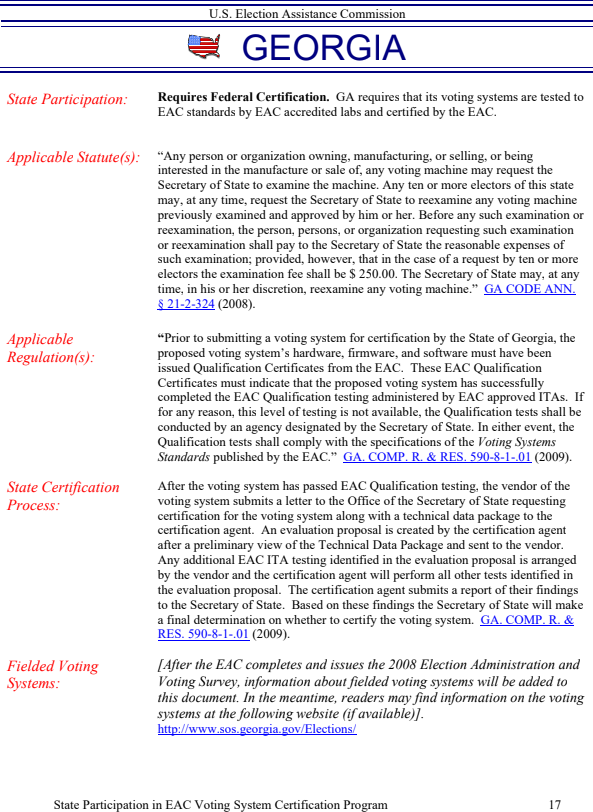 U.S. Election Assistance Commission
GEORGIA
State Participation:
Requires Federal Certification. GA requires that its voting systems are tested to
EAC standards by EAC accredited labs and certified by the EAC.
Applicable Statute(s):
“Any person or organization owning, manufacturing, or selling, or being
interested in the manufacture or sale of, any voting machine may request the
Secretary of State to examine the machine. Any ten or more electors of this state
may, at any time, request the Secretary of State to reexamine any voting machine
previously examined and approved by him or her. Before any such examination or
reexamination, the person, persons, or organization requesting such examination
or reexamination shall pay to the Secretary of State the reasonable expenses of
such examination; provided, however, that in the case of a request by ten or more
electors the examination fee shall be $ 250.00. The Secretary of State may, at any
time, in his or her discretion, reexamine any voting machine.” GA CODE ANN.
§ 21-2-324 (2008).
Applicable
Regulation(s):
“Prior to submitting a voting system for certification by the State of Georgia, the
proposed voting system’s hardware, firmware, and software must have been
issued Qualification Certificates from the EAC. These EAC Qualification
Certificates must indicate that the proposed voting system has successfully
completed the EAC Qualification testing administered by EAC approved ITAs. If
for any reason, this level of testing is not available, the Qualification tests shall be
conducted by an agency designated by the Secretary of State. In either event, the
Qualification tests shall comply with the specifications of the Voting Systems
Standards published by the EAC.” GA. COMP. R. & RES. 590-8-1-.01 (2009).
State Certification
Process:
After the voting system has passed EAC Qualification testing, the vendor of the
voting system submits a letter to the Office of the Secretary of State requesting
certification for the voting system along with a technical data package to the
certification agent. An evaluation proposal is created by the certification agent
after a preliminary view of the Technical Data Package and sent to the vendor.
Any additional EAC ITA testing identified in the evaluation proposal is arranged
by the vendor and the certification agent will perform all other tests identified in
the evaluation proposal. The certification agent submits a report of their findings
to the Secretary of State. Based on these findings the Secretary of State will make
a final determination on whether to certify the voting system. GA. COMP. R. &
RES. 590-8-1-.01 (2009).
Fielded Voting
Systems:
[After the EAC completes and issues the 2008 Election Administration and
Voting Survey, information about fielded voting systems will be added to
this document. In the meantime, readers may find information on the voting
systems at the following website (if available)].
http://www.sos.georgia.gov/Elections/
State Participation in EAC Voting System Certification Program 17